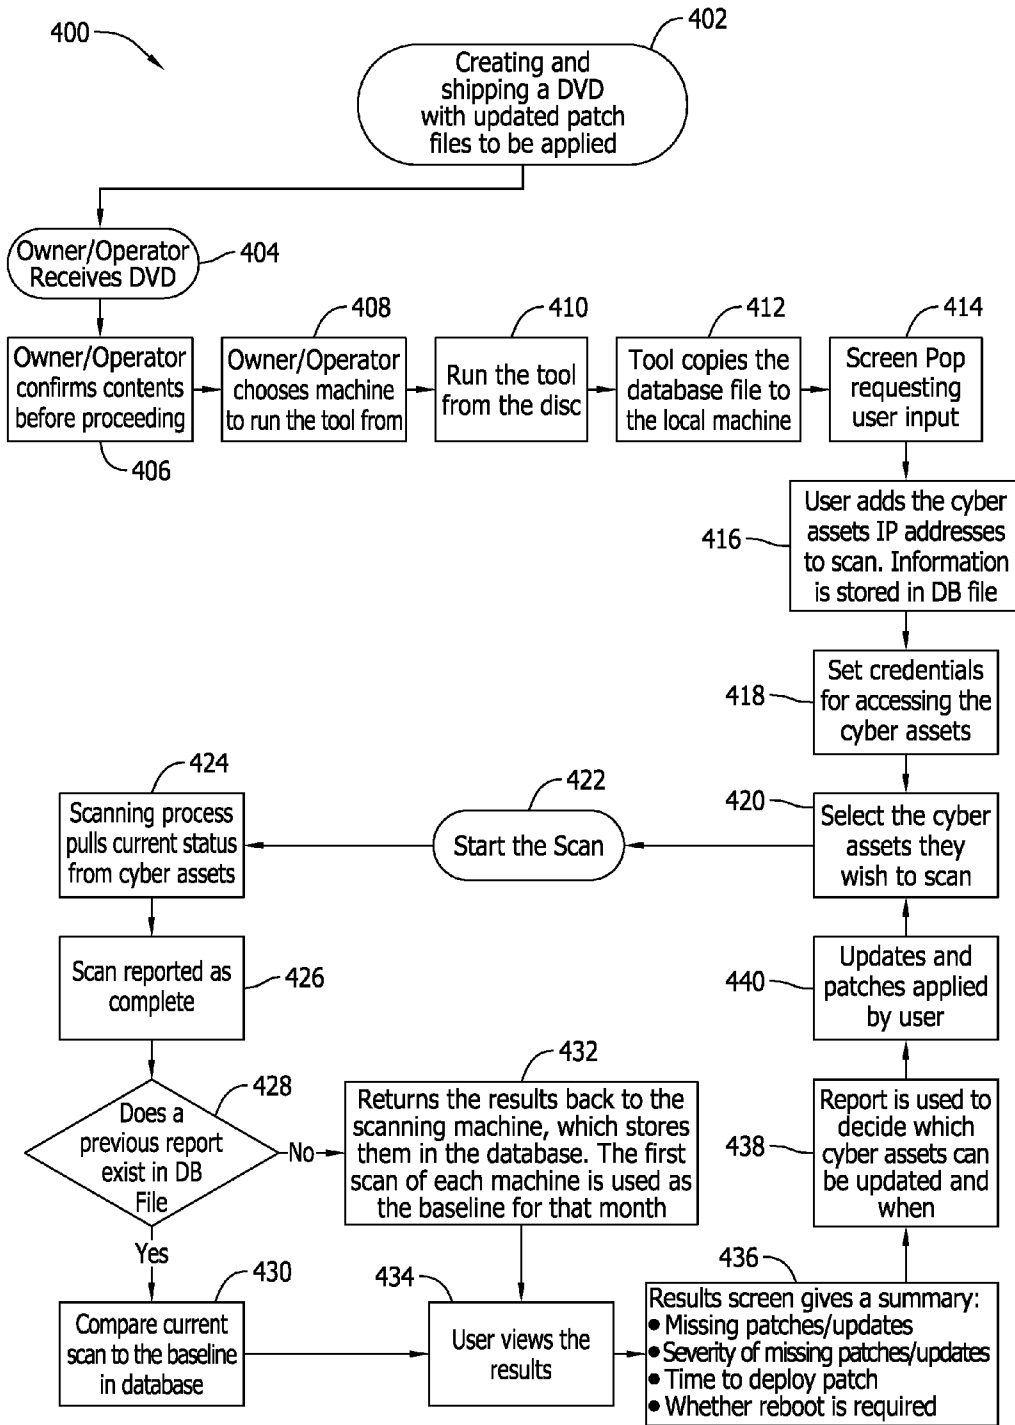 400
402
Creating and
shipping a DVD
with updated patch
files to be applied
Owner/Operator
Receives DVD
404
Owner/Operator
confirms contents
before proceeding
406
408
Owner/Operator
chooses machine
to run the tool from
410
Run the tool
from the disc
412
Tool copies the
database file to
the local machine
414
Screen Pop
requesting
user input
416
User adds the cyber
assets IP addresses
to scan. Information
is stored in DB file
418
Set credentials
for accessing the
cyber assets
420
Select the cyber
assets they
wish to scan
422
Start the Scan
424
Scanning process
pulls current status
from cyber assets
Scan reported as
complete
426
428
Does a
previous report
exist in DB
File
No
Yes
432
Returns the results back to the
scanning machine, which stores
them in the database. The first
scan of each machine is used as
the baseline for that month
430
Compare current
scan to the baseline
in database
434
User views the
results
436
Results screen gives a summary:
● Missing patches/updates
● Severity of missing patches/updates
● Time to deploy patch
● Whether reboot is required
438
Report is used to
decide which
cyber assets can
be updated and
when
440
Updates and
patches applied
by user